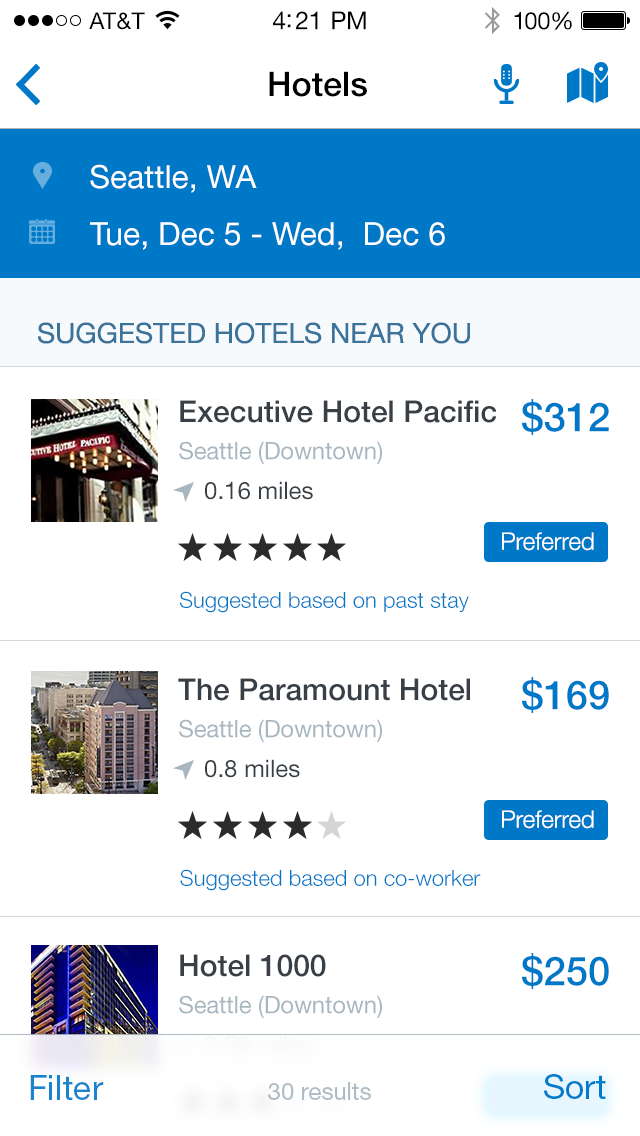 AT&T 4:21 PM 100%
Hotels
Seattle, WA
Tue, Dec 5 - Wed, Dec 6
SUGGESTED HOTELS NEAR YOU
Executive Hotel Pacific $312
Seattle (Downtown)
0.16 miles
Preferred
Suggested based on past stay
HOTEL PACIFIC
The Paramount Hotel $169
Seattle (Downtown)
0.8 miles
Preferred
Suggested based on co-worker
Hotel 1000 $250
Seattle (Downtown)
Filter 30 results Sort